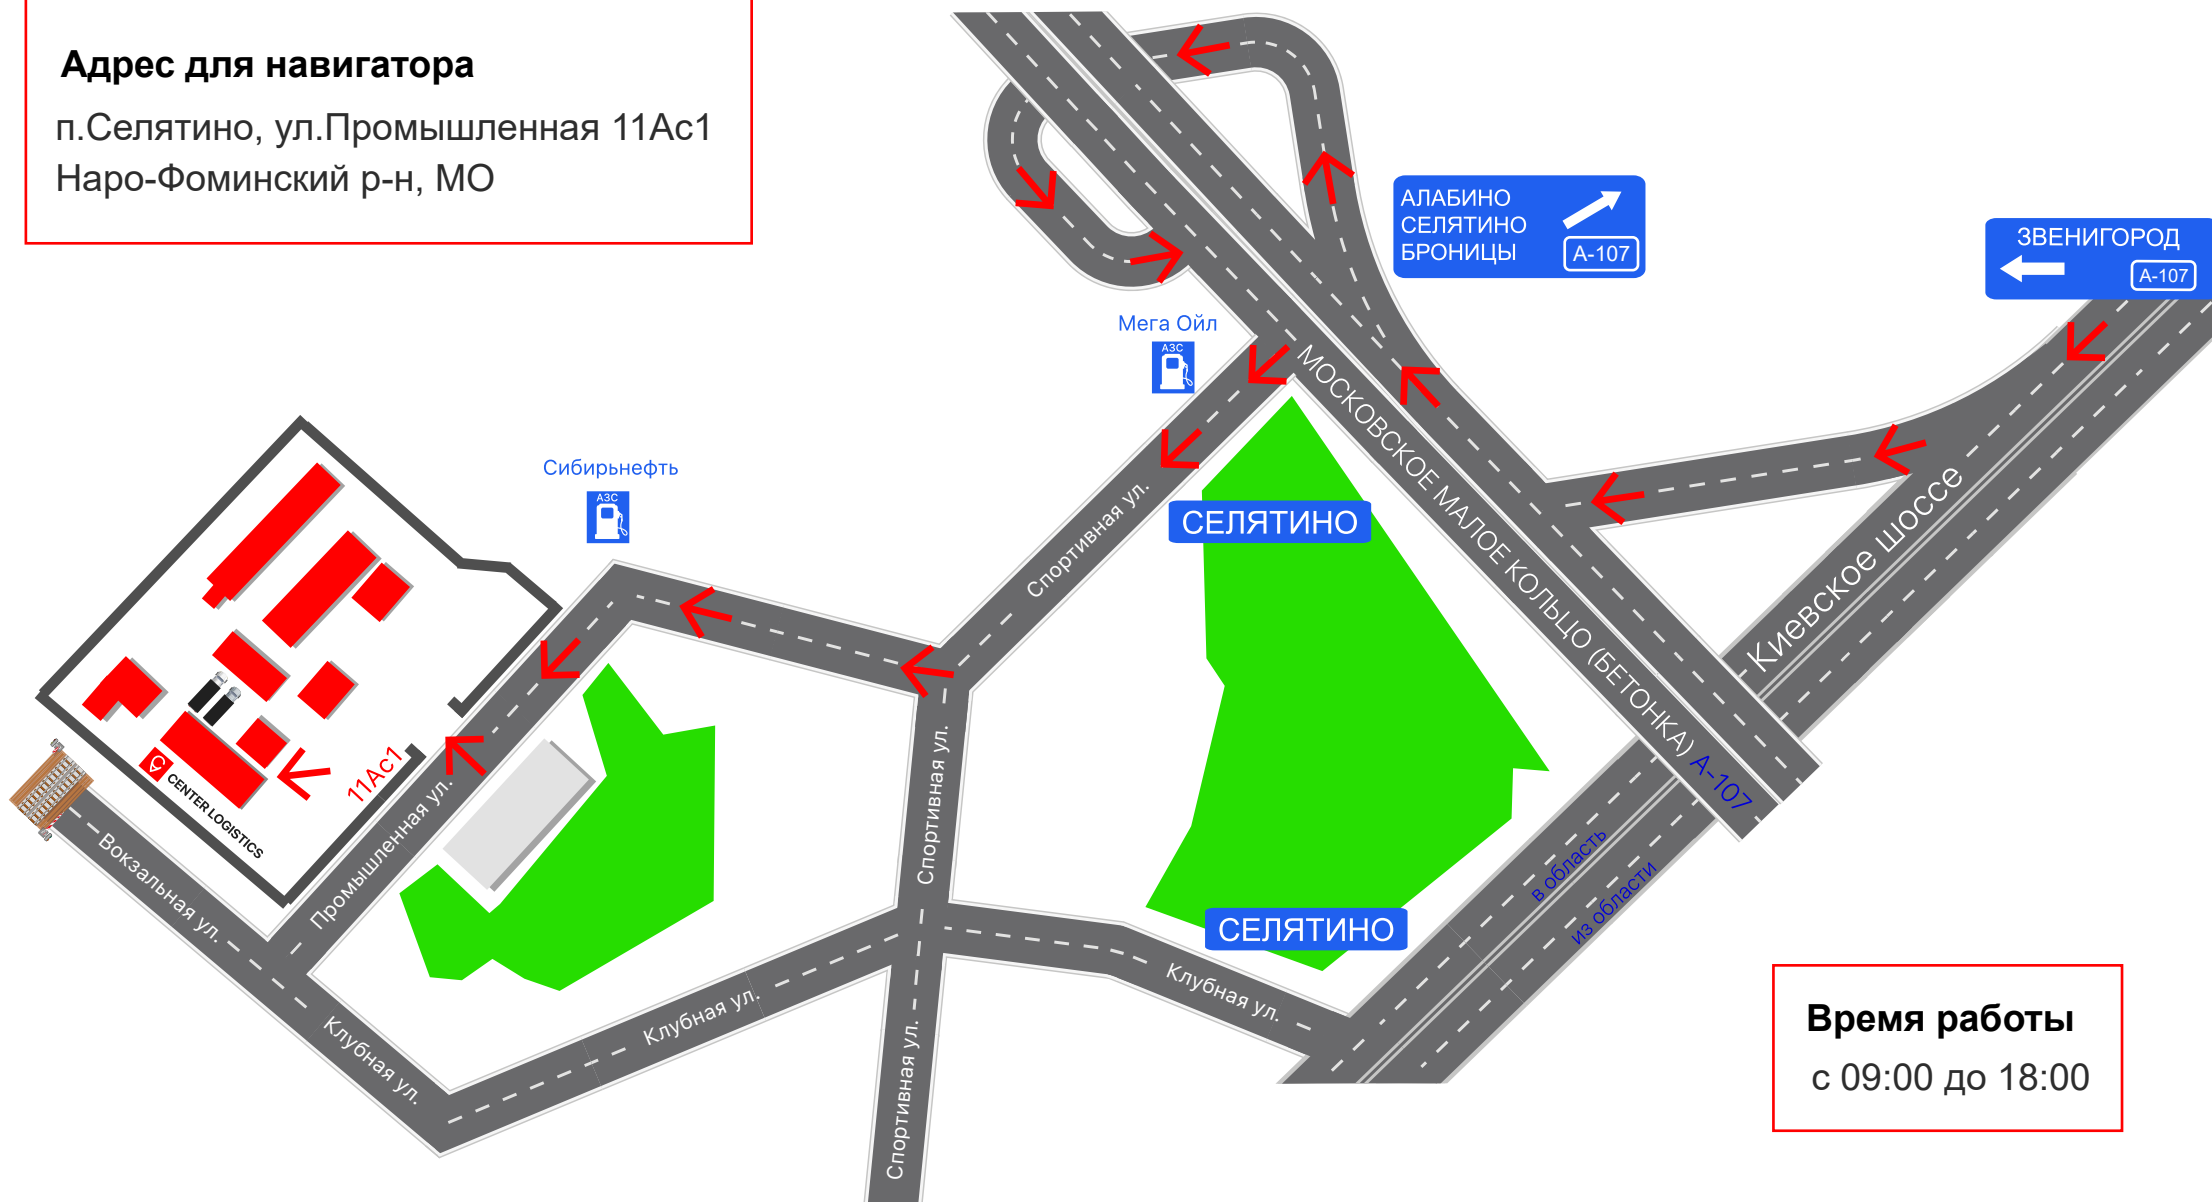 Адрес для навигатора
п.Селятино, ул.Промышленная 11Ас1
Наро-Фоминский р-н, МО
АЛАБИНО
СЕЛЯТИНО
БРОНИЦЫ
А-107
ЗВЕНИГОРОД
А-107
Мега Ойл
АЗС
МОСКОВСКОЕ МАЛОЕ КОЛЬЦО (БЕТОНКА) А-107
Киевское шоссе
Сибирьнефть
АЗС
Спортивная ул.
СЕЛЯТИНО
Спортивная ул.
11Ас1
CENTER LOGISTICS
Промышленная ул.
Вокзальная ул.
в область
из области
СЕЛЯТИНО
Клубная ул.
Клубная ул.
Клубная ул.
Спортивная ул.
Время работы
с 09:00 до 18:00